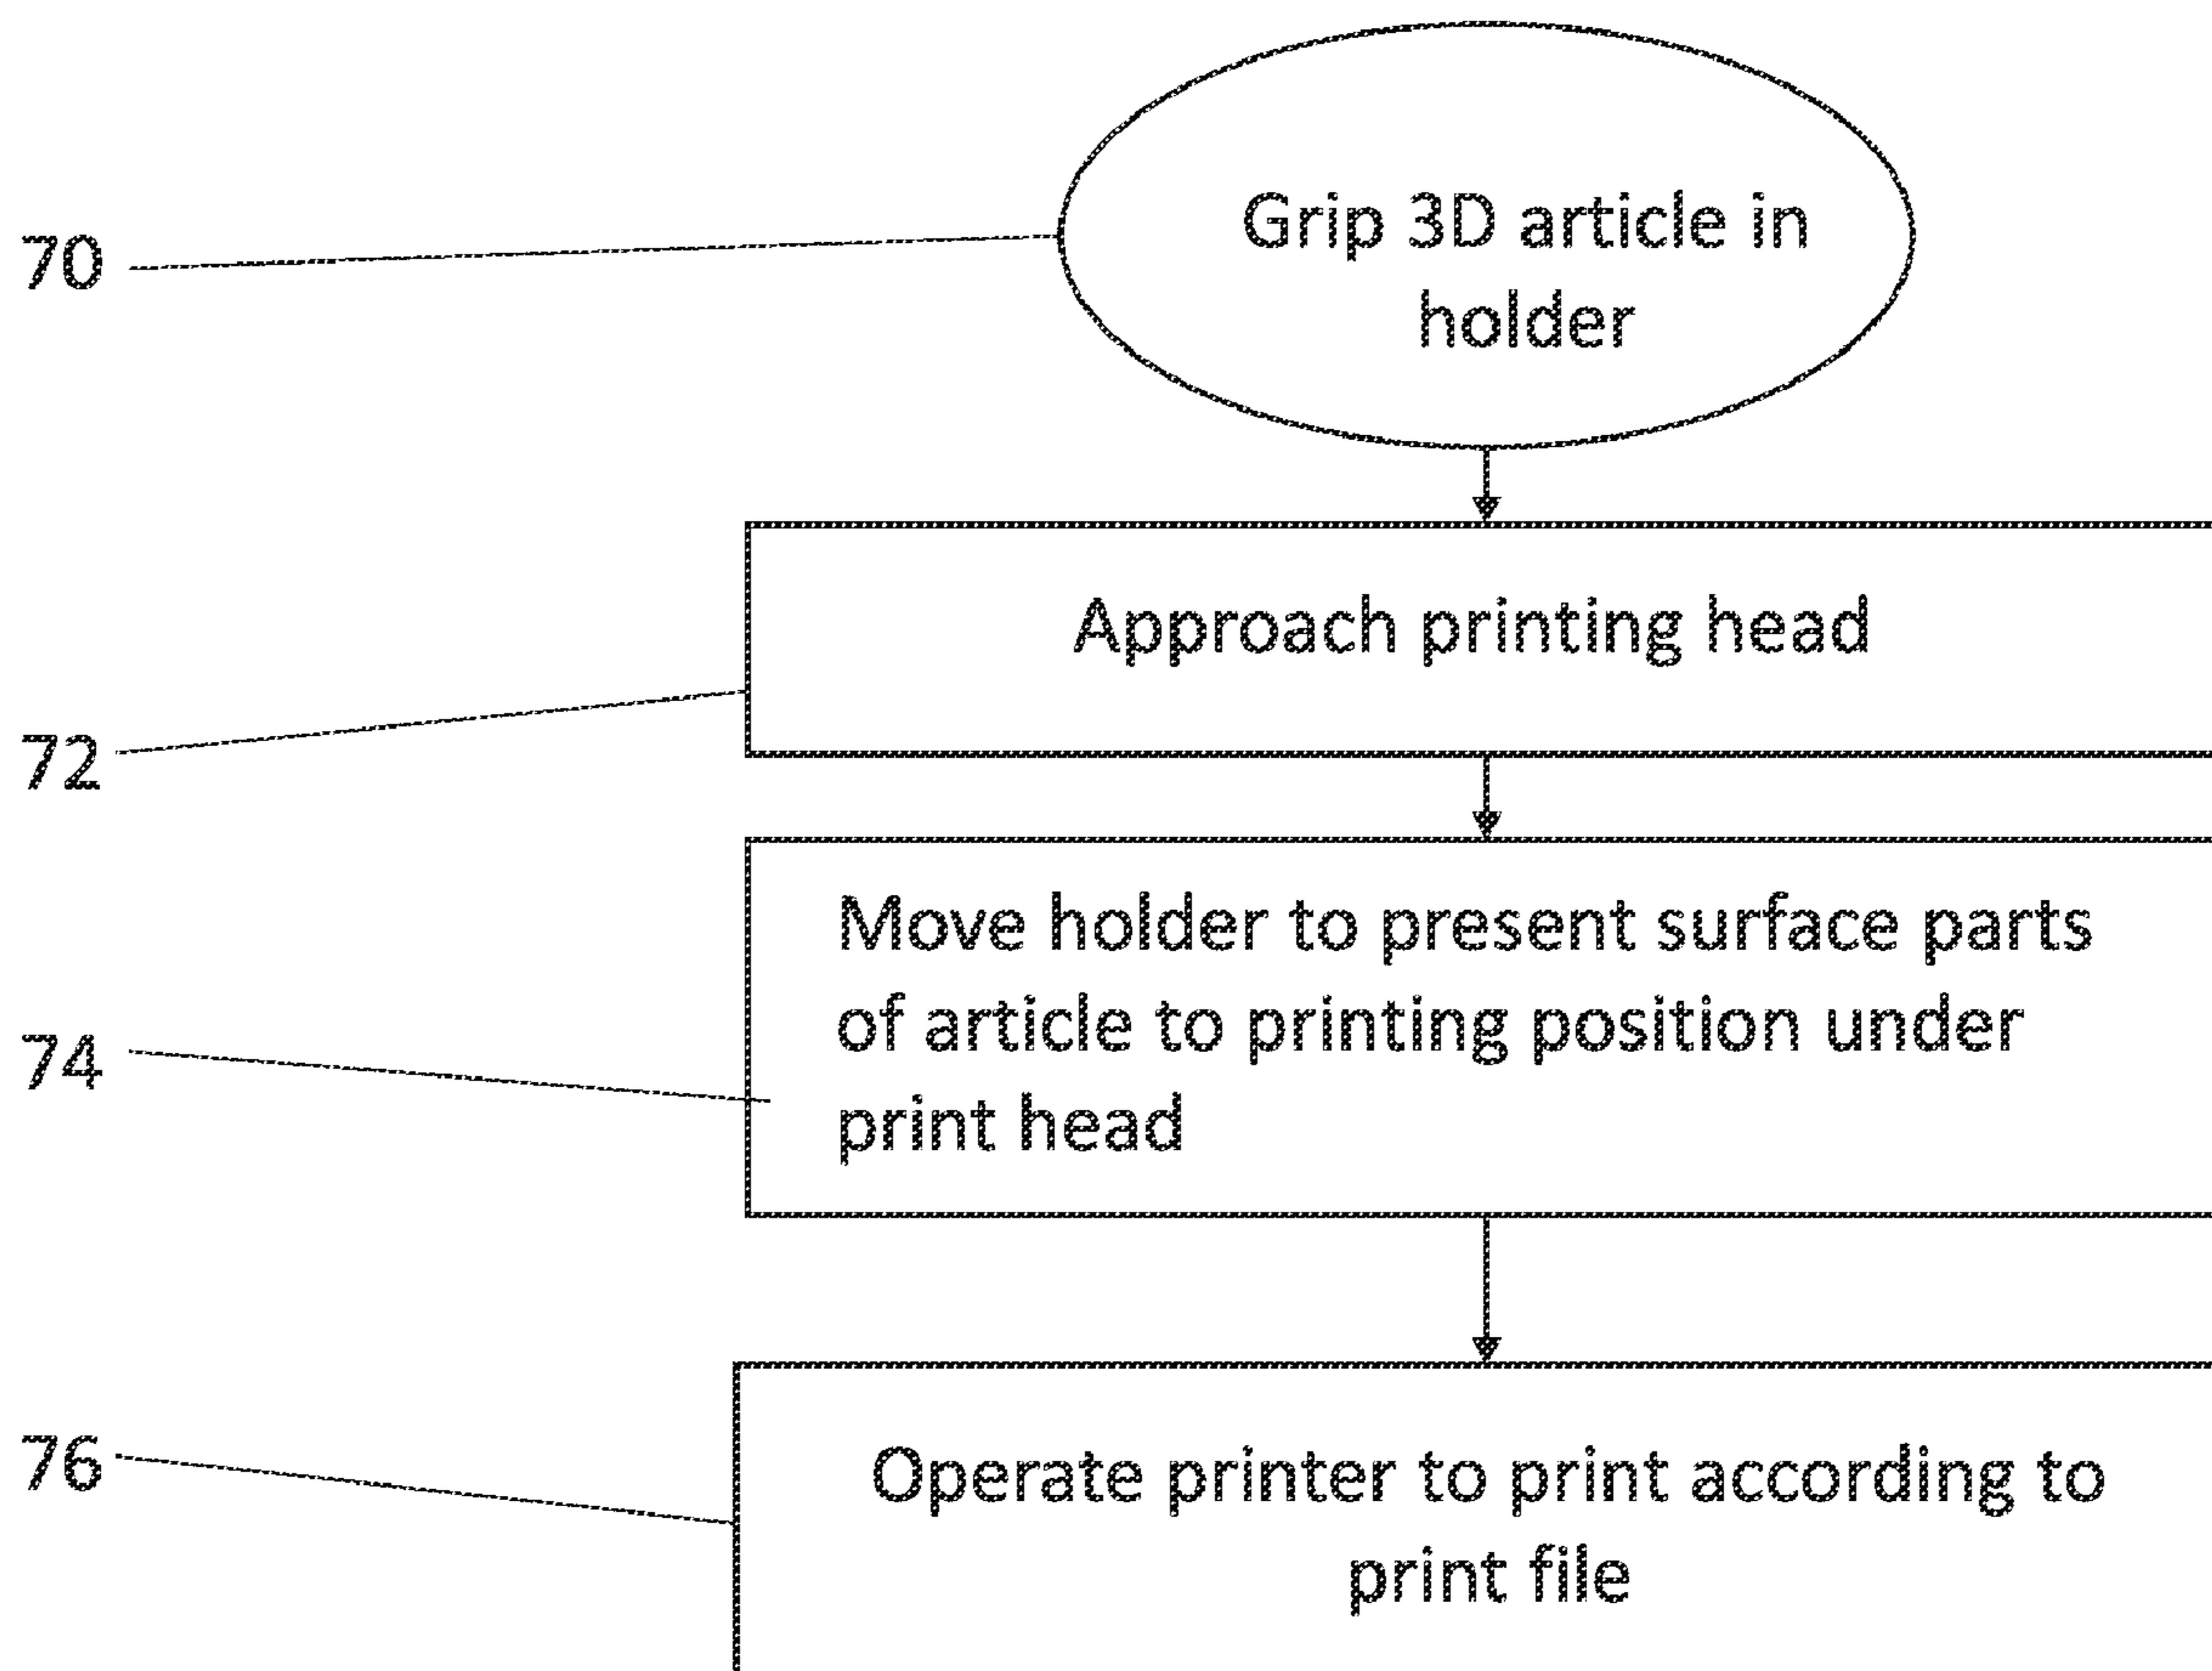 70
Grip 3D article in
holder
Approach printing head
72
Move holder to present surface parts
of article to printing position under
print head
74
Operate printer to print according to
print file
76